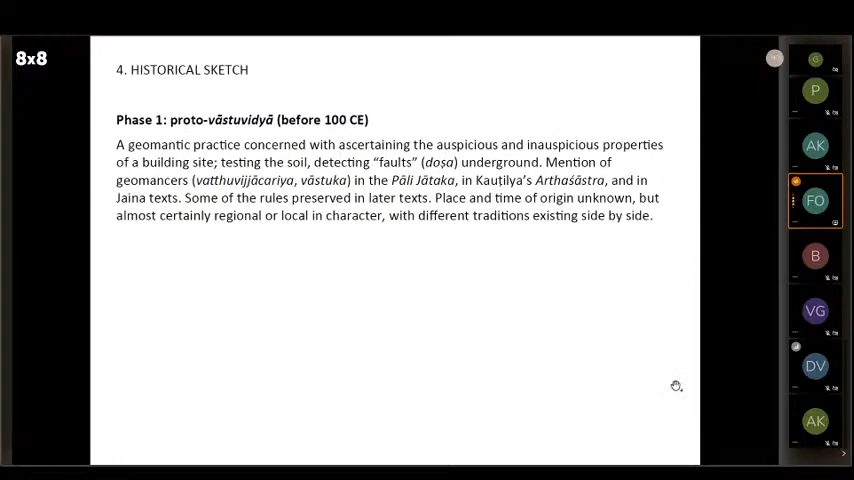 8x8
4. HISTORICAL SKETCH
Phase 1: proto-vāstuvidyā (before 100 CE)
A geomantic practice concerned with ascertaining the auspicious and inauspicious properties
of a building site; testing the soil, detecting “faults” (doṣa) underground. Mention of
geomancers (vatthuvijjācariya, vāstuka) in the Pāli Jātaka, in Kauṭilya’s Arthaśāstra, and in
Jaina texts. Some of the rules preserved in later texts. Place and time of origin unknown, but
almost certainly regional or local in character, with different traditions existing side by side.
G
P
AK
FO
B
VG
DV
AK